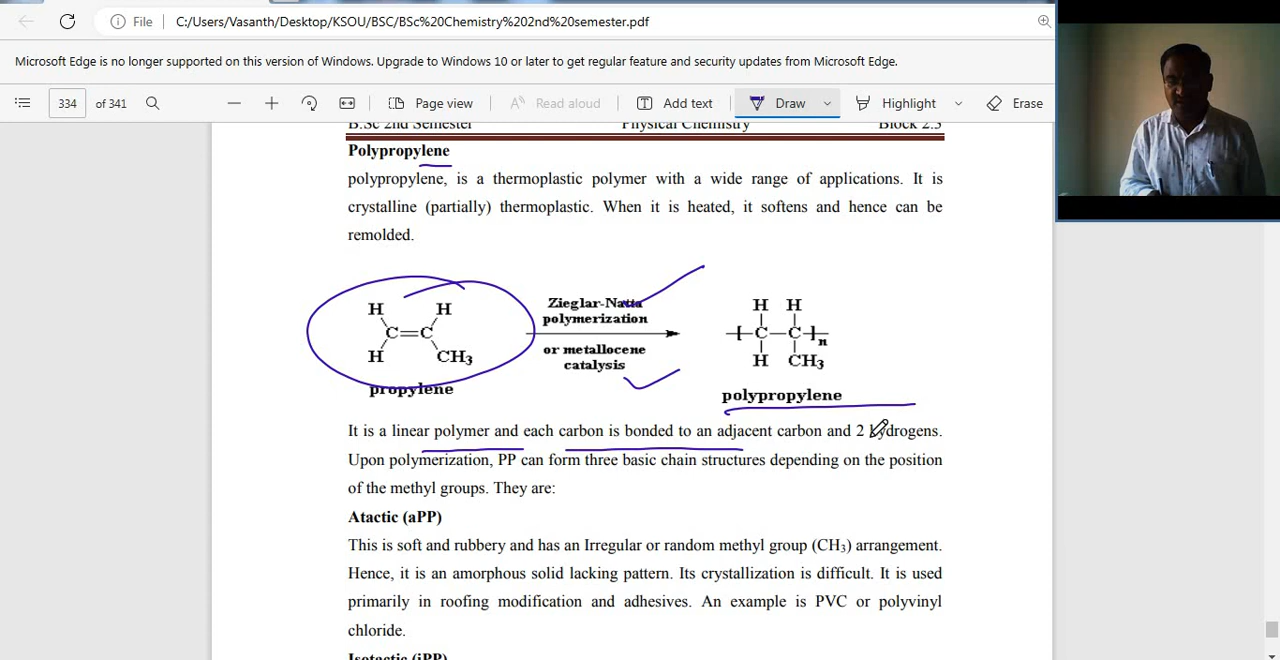 File C:/Users/Vasanth/Desktop/KSOU/BSC/BSc%20Chemistry%202nd%20semester.pdf
Microsoft Edge is no longer supported on this version of Windows. Upgrade to Windows 10 or later to get regular feature and security updates from Microsoft Edge.
334 of 341 Page view Read aloud Add text Draw Highlight Erase
B.Sc 2nd Semester Physical Chemistry Block 2.3
Polypropylene
polypropylene, is a thermoplastic polymer with a wide range of applications. It is
crystalline (partially) thermoplastic. When it is heated, it softens and hence can be
remolded.
H H
C=C
H CH3
propylene
Zieglar-Natta
polymerization
or metallocene
catalysis
H H
C-C n
H CH3
polypropylene
It is a linear polymer and each carbon is bonded to an adjacent carbon and 2 hydrogens.
Upon polymerization, PP can form three basic chain structures depending on the position
of the methyl groups. They are:
Atactic (aPP)
This is soft and rubbery and has an Irregular or random methyl group (CH3) arrangement.
Hence, it is an amorphous solid lacking pattern. Its crystallization is difficult. It is used
primarily in roofing modification and adhesives. An example is PVC or polyvinyl
chloride.
Isotactic (iPP)